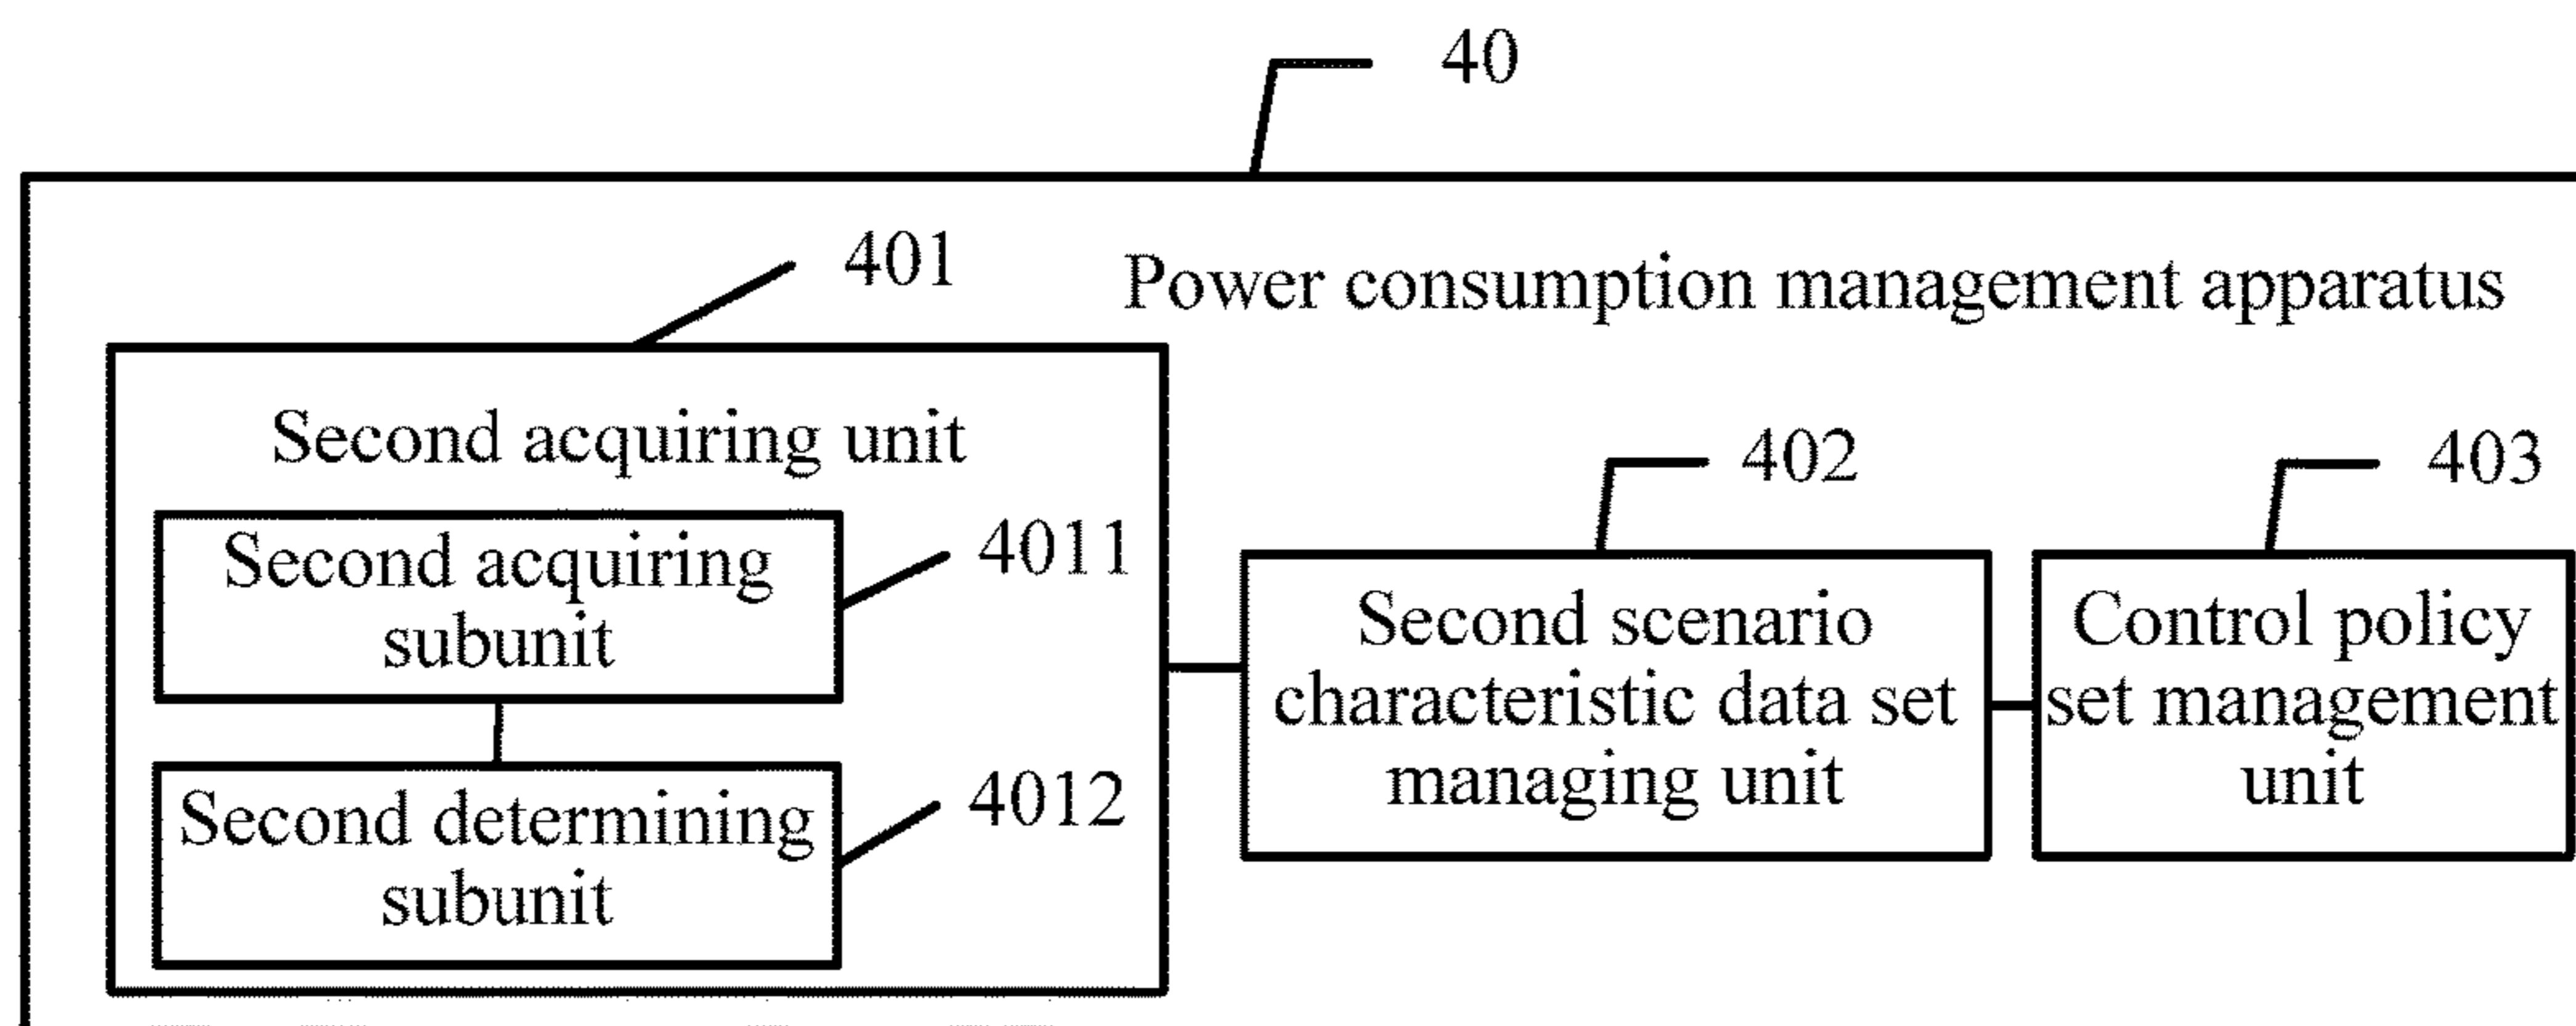 40
401
Power consumption management apparatus
Second acquiring unit
402
403
Second acquiring
subunit
4011
Second scenario
characteristic data set
managing unit
Control policy
set management
unit
Second determining
subunit
4012